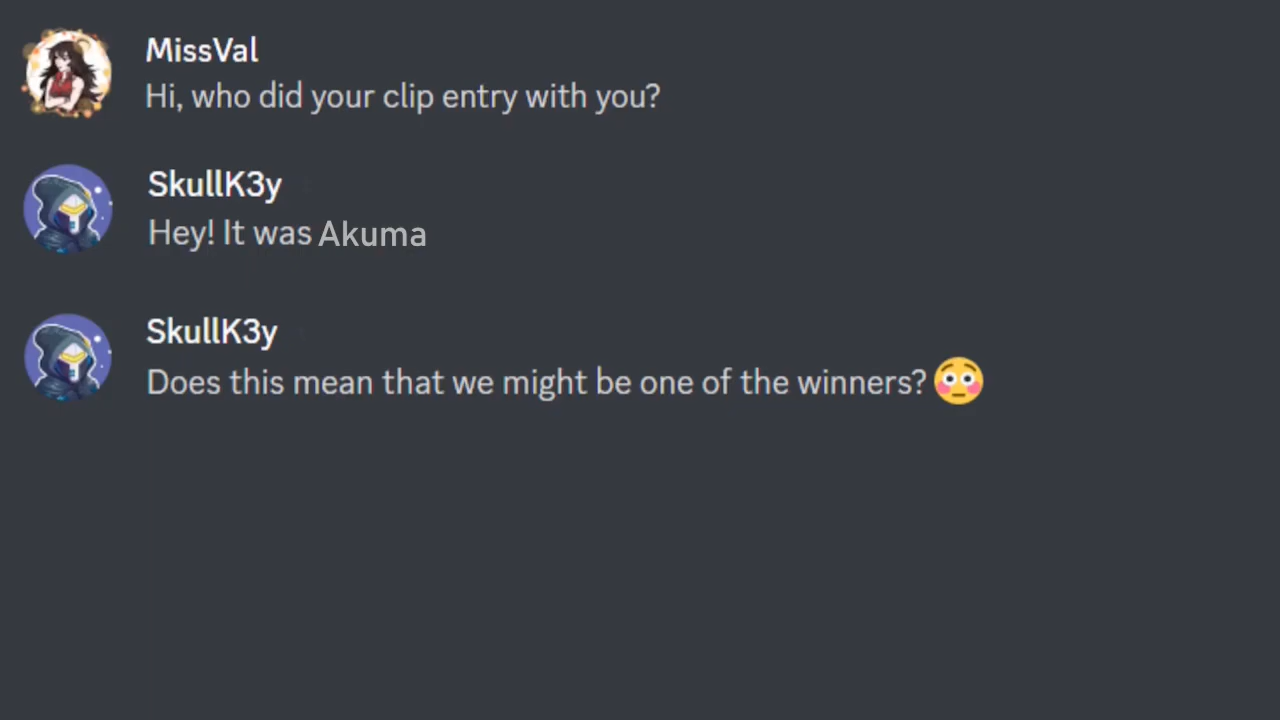 MissVal
Hi, who did your clip entry with you?
SkullK3y
Hey! It was Akuma
SkullK3y
Does this mean that we might be one of the winners? 😳